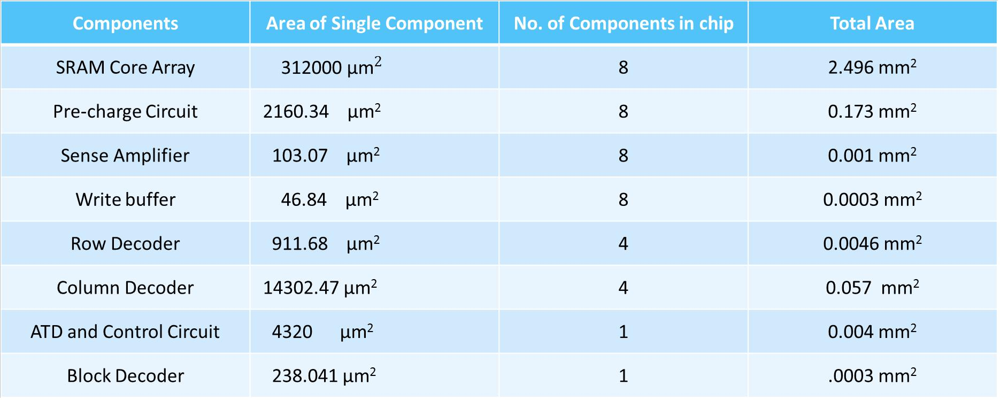 Components Area of Single Component No. of Components in chip Total Area
SRAM Core Array 312000 µm² 8 2.496 mm²
Pre-charge Circuit 2160.34 µm² 8 0.173 mm²
Sense Amplifier 103.07 µm² 8 0.001 mm²
Write buffer 46.84 µm² 8 0.0003 mm²
Row Decoder 911.68 µm² 4 0.0046 mm²
Column Decoder 14302.47 µm² 4 0.057 mm²
ATD and Control Circuit 4320 µm² 1 0.004 mm²
Block Decoder 238.041 µm² 1 .0003 mm²